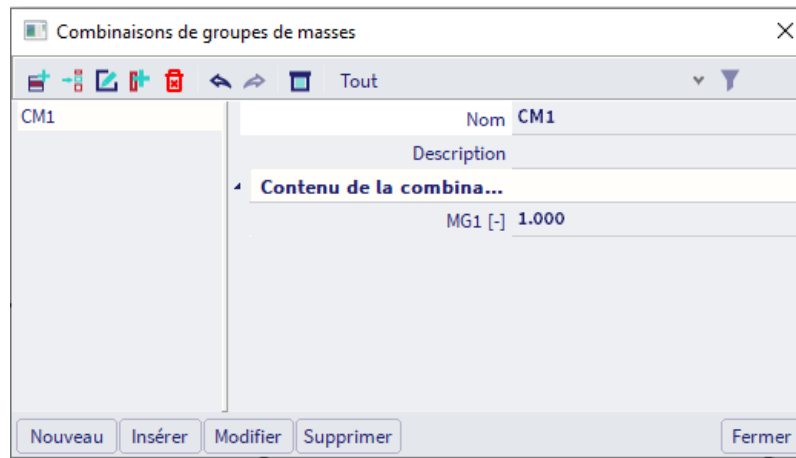 Combinaisons de groupes de masses
Tout
CM1
Nom CM1
Description
Contenu de la combina...
MG1 [-] 1.000
Nouveau Insérer Modifier Supprimer Fermer